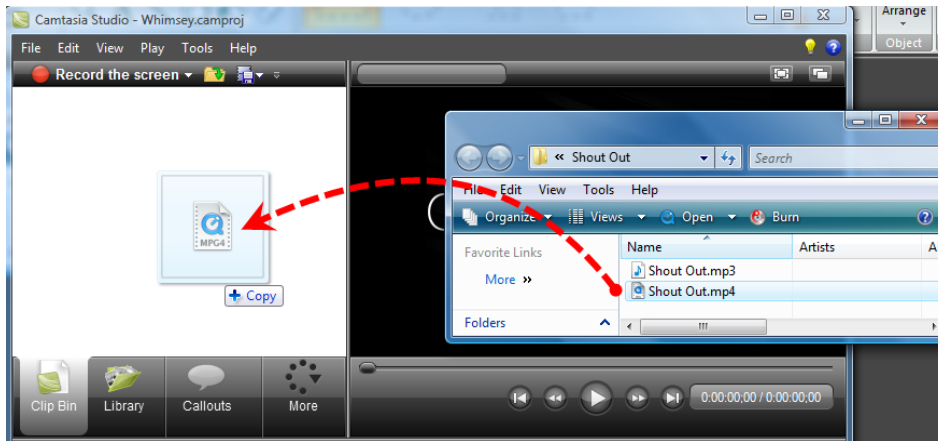 Camtasia Studio - Whimsey.camproj
Arrange
File Edit View Play Tools Help
Object
Record the screen
« Shout Out
Search
File Edit View Tools Help
Organize Views Open Burn
Favorite Links
More »
Folders
Name Artists A
Shout Out.mp3
Shout Out.mp4
MPG4
Copy
Clip Bin Library Callouts More
0:00:00;00 / 0:00:00;00